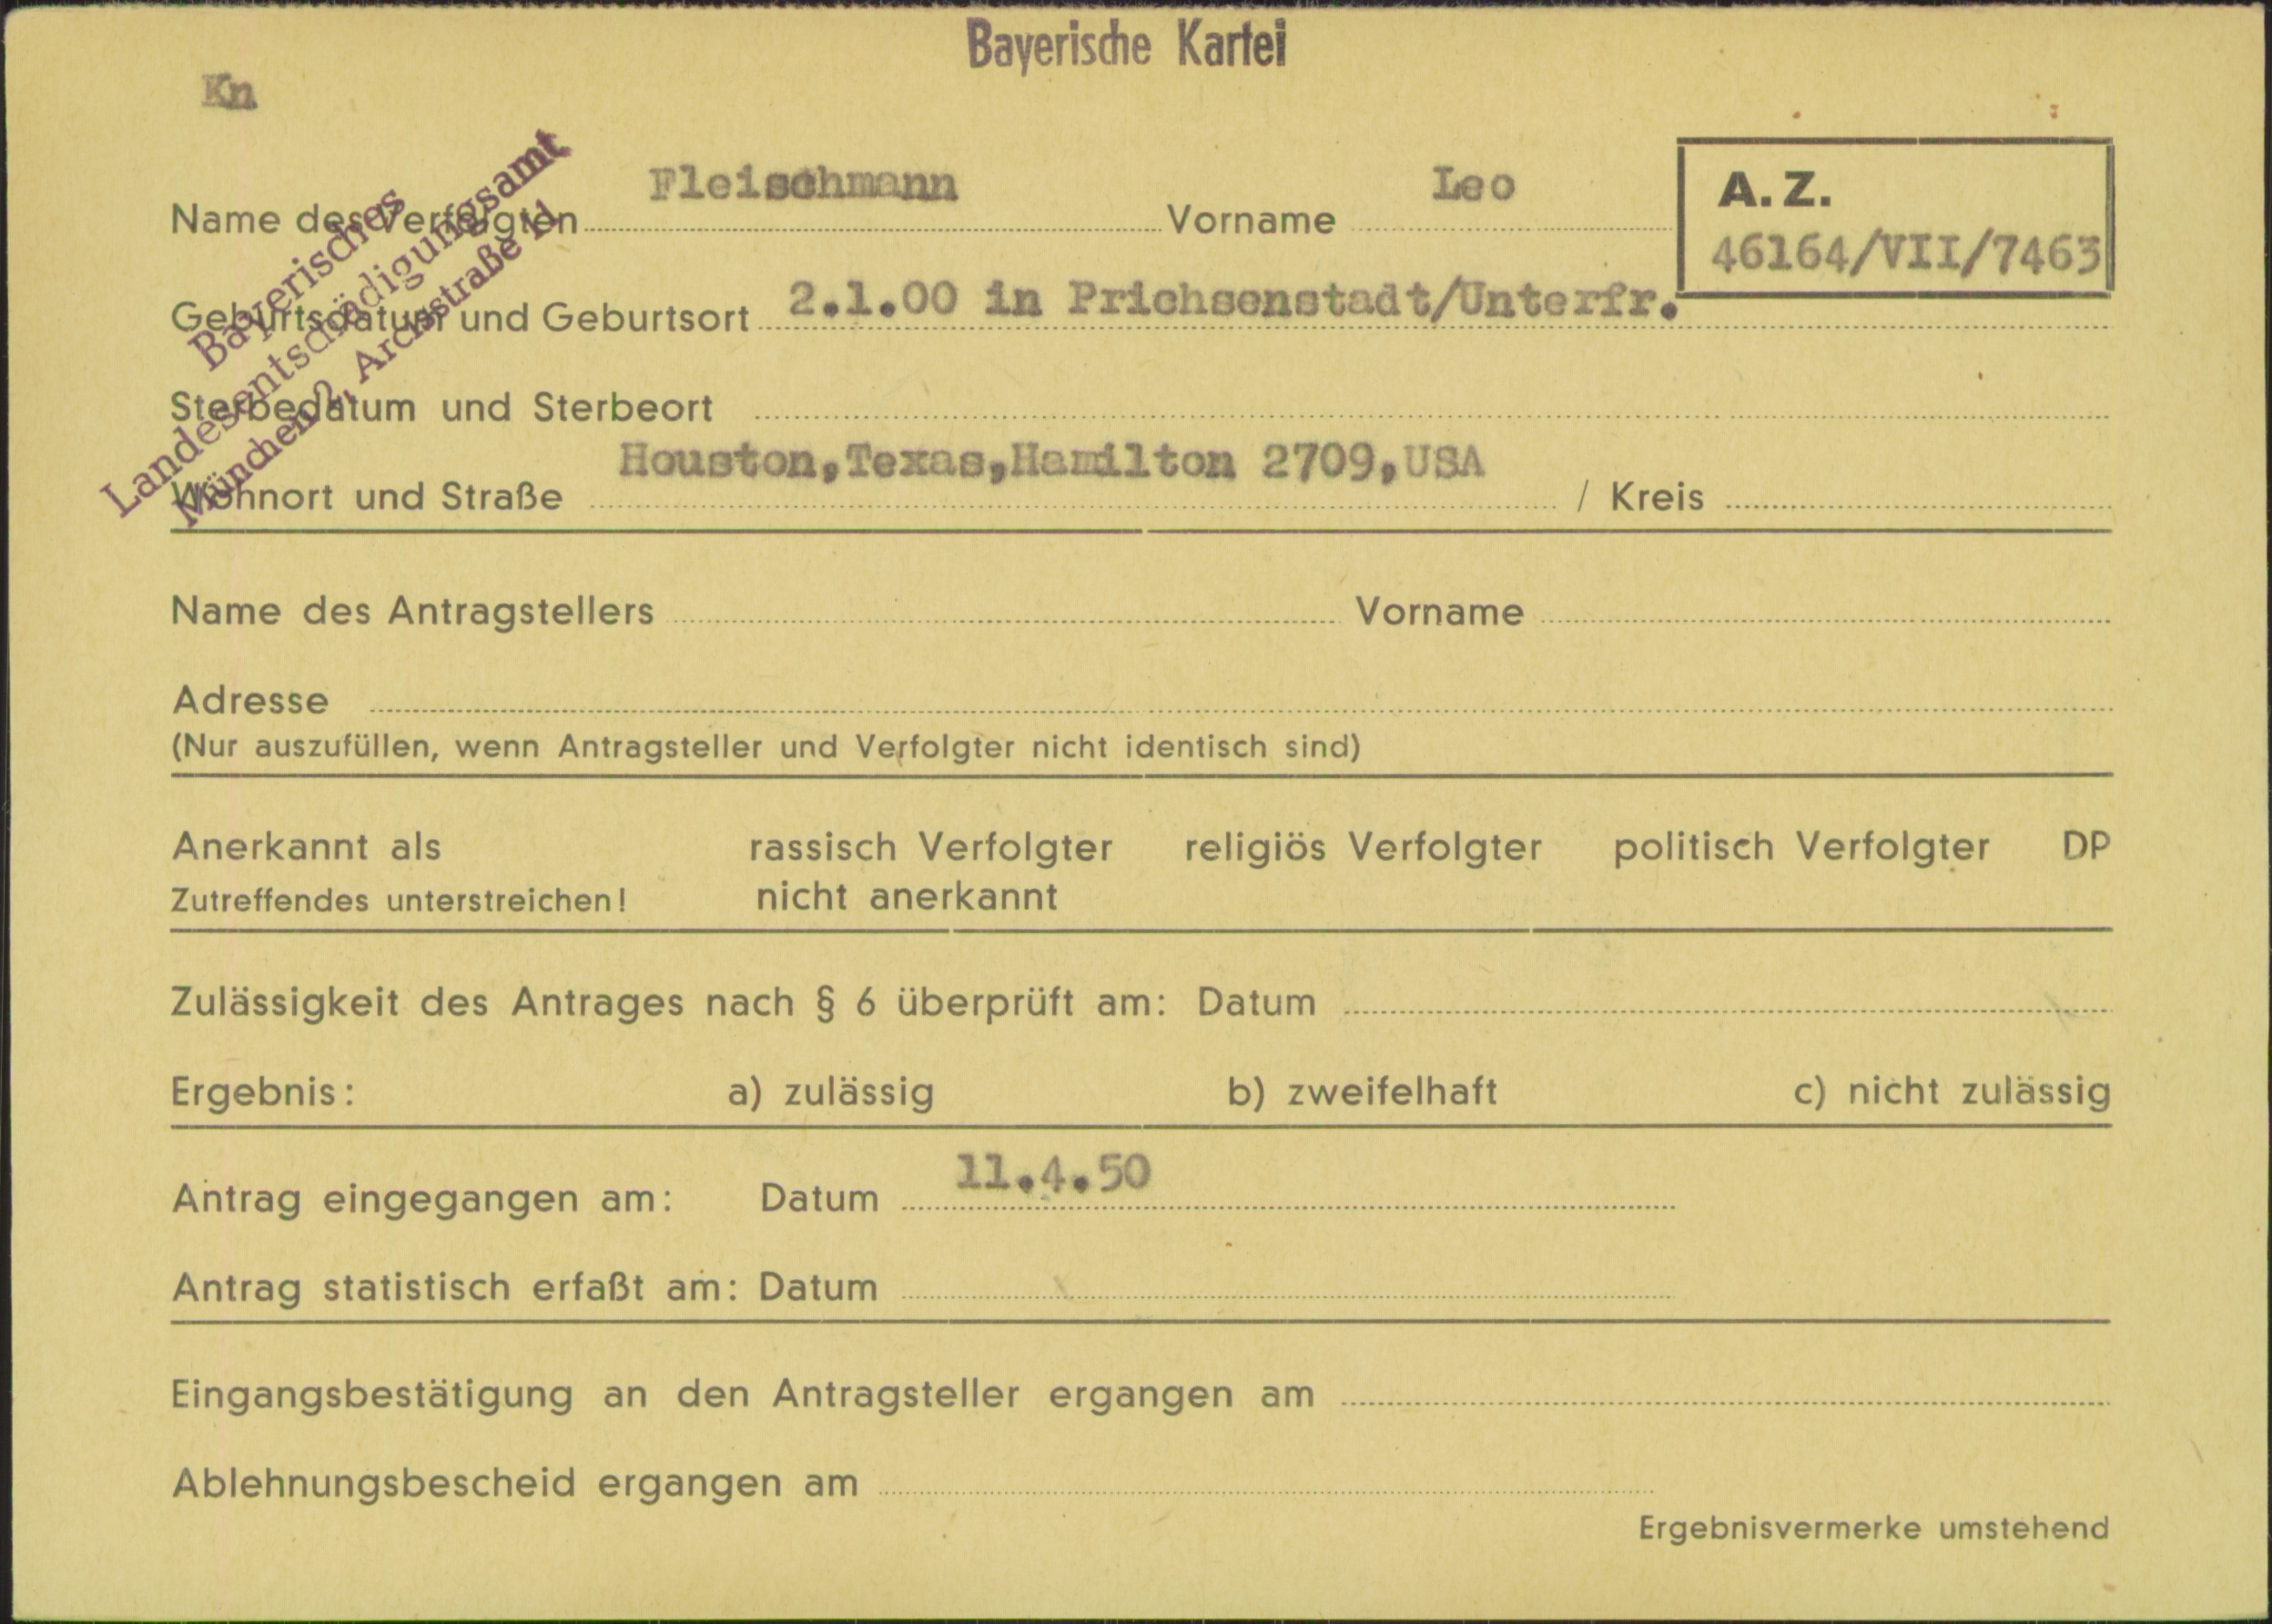 Bayerische Kartei
Kn
Bayerisches
Landesentschädigungsamt
München 2, Arcisstraße 11
Name des Verfolgten Fleischmann Vorname Leo
A. Z.
46164/VII/7463
Geburtsdatum und Geburtsort 2.1.00 in Prichsenstadt/Unterfr.
Sterbedatum und Sterbeort
Wohnort und Straße Houston,Texas,Hamilton 2709,USA / Kreis
Name des Antragstellers Vorname
Adresse
(Nur auszufüllen, wenn Antragsteller und Verfolgter nicht identisch sind)
Anerkannt als rassisch Verfolgter religiös Verfolgter politisch Verfolgter DP
Zutreffendes unterstreichen! nicht anerkannt
Zulässigkeit des Antrages nach § 6 überprüft am: Datum
Ergebnis: a) zulässig b) zweifelhaft c) nicht zulässig
Antrag eingegangen am: Datum 11.4.50
Antrag statistisch erfaßt am: Datum
Eingangsbestätigung an den Antragsteller ergangen am
Ablehnungsbescheid ergangen am
Ergebnisvermerke umstehend